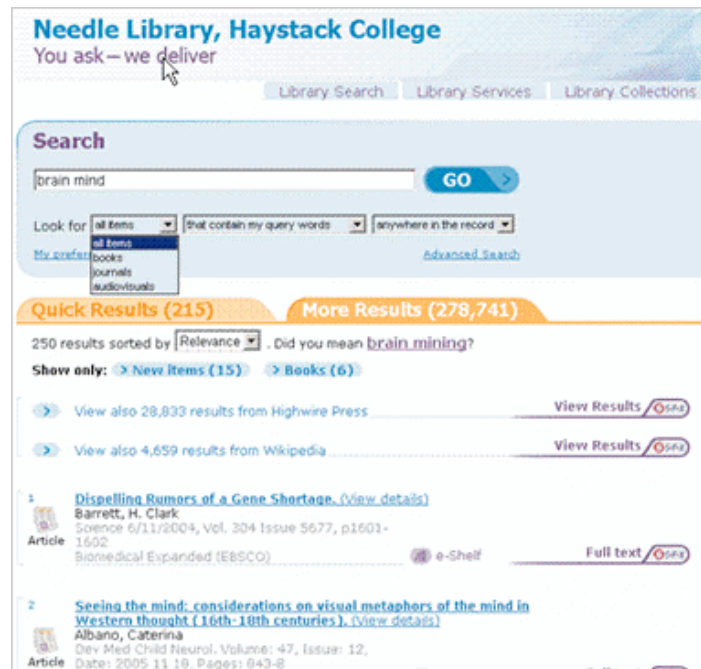 Needle Library, Haystack College
You ask — we deliver
Library Search Library Services Library Collections
Search
brain mind GO
Look for all items that contain my query words anywhere in the record
all items
My prefer Advanced Search
books
journals
audiovisuals
Quick Results (215) More Results (278,741)
250 results sorted by Relevance . Did you mean brain mining?
Show only: New items (15) Books (6)
View also 28,833 results from Highwire Press View Results SFX
View also 4,659 results from Wikipedia View Results SFX
1 Dispelling Rumors of a Gene Shortage. (View details)
Barrett, H. Clark
Science 6/11/2004, Vol. 304 Issue 5677, p1601-
Article 1602
Biomedical Expanded (EBSCO) e-Shelf Full text SFX
2 Seeing the mind: considerations on visual metaphors of the mind in
Western thought (16th-18th centuries). (View details)
Albano, Caterina
Dev Med Child Neurol. Volume: 47, Issue: 12,
Article Date: 2005 11 18, Pages: 843-8